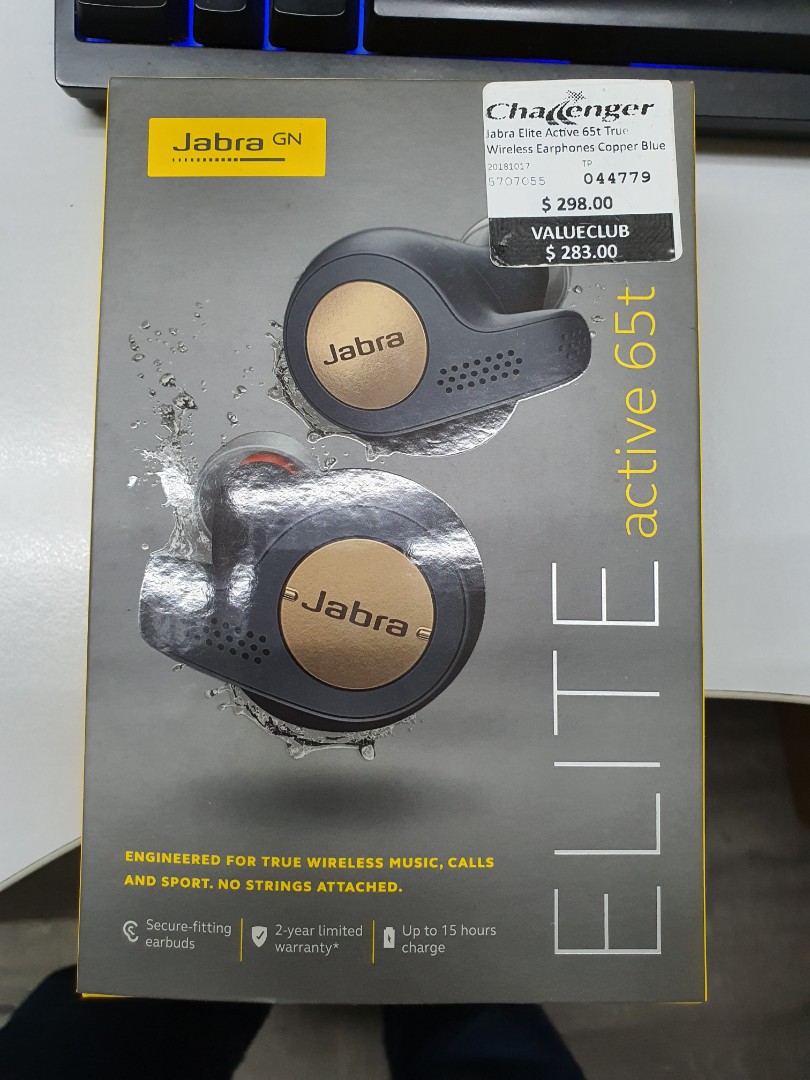 Jabra GN
Challenger
Jabra Elite Active 65t True
Wireless Earphones Copper Blue
20181017 TP
5707055 044779
$ 298.00
VALUECLUB
$ 283.00
Jabra
Jabra
ELITE active 65t
ENGINEERED FOR TRUE WIRELESS MUSIC, CALLS
AND SPORT. NO STRINGS ATTACHED.
Secure-fitting
earbuds
2-year limited
warranty*
Up to 15 hours
charge